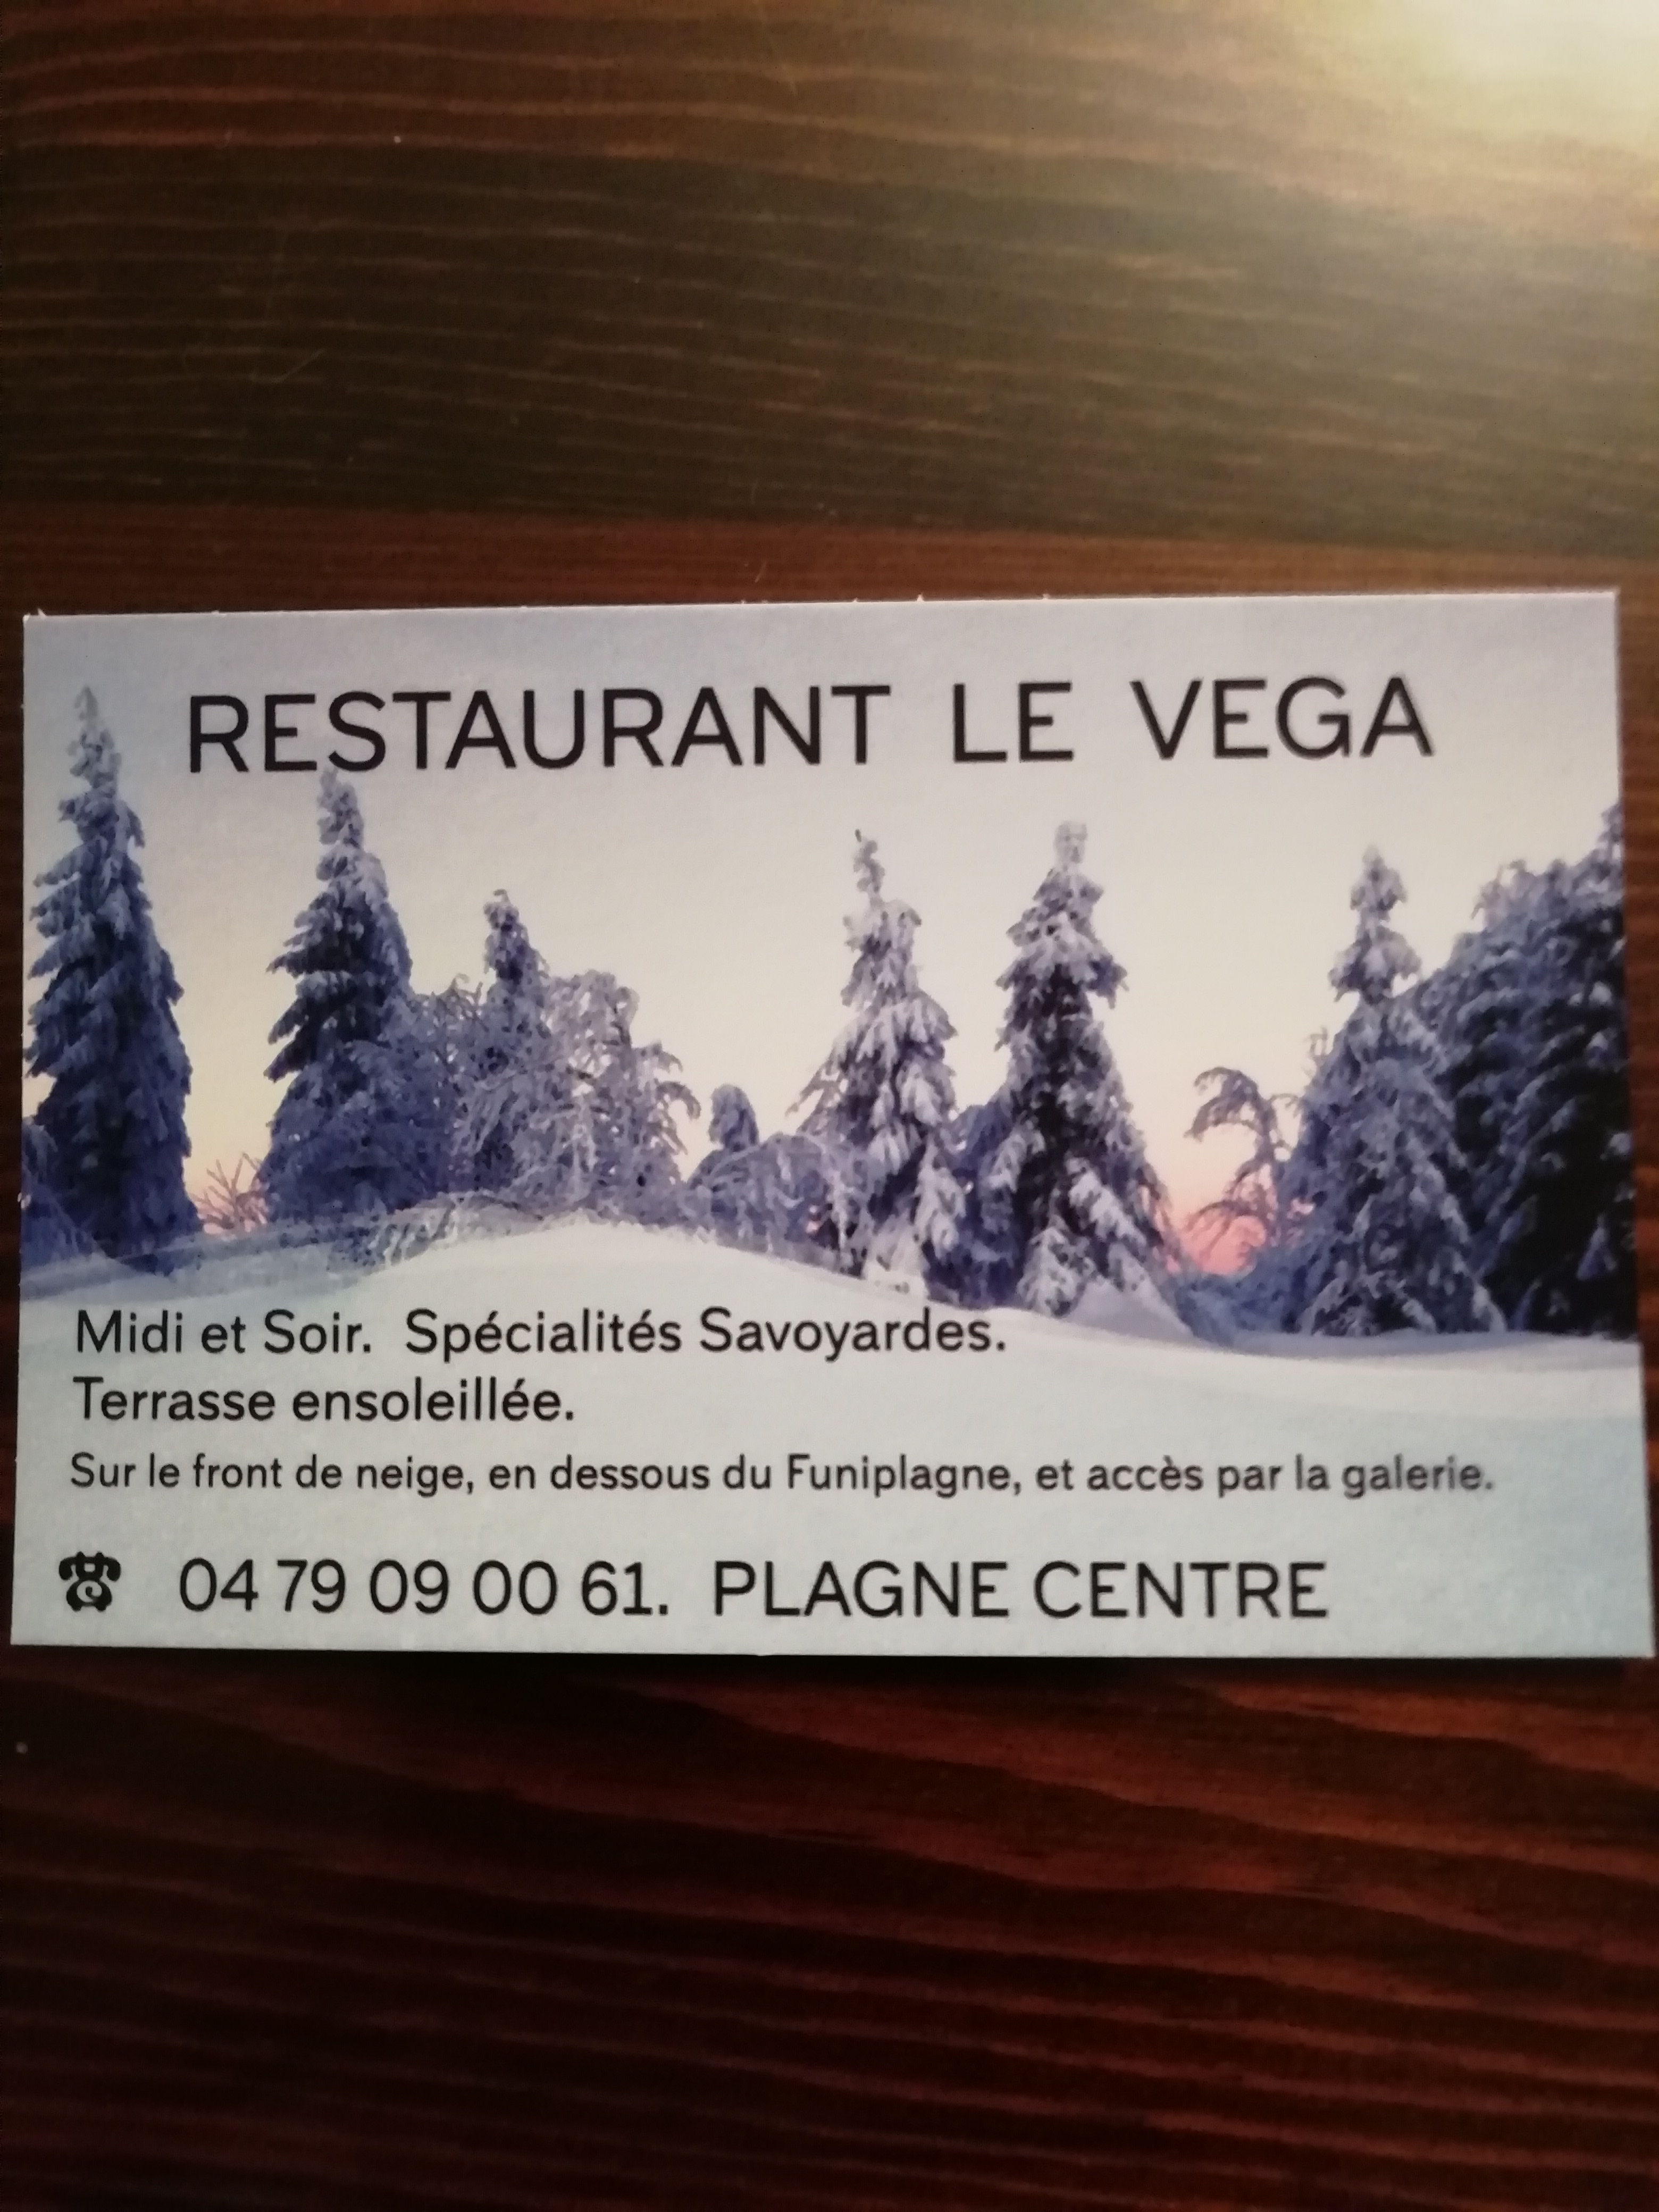 RESTAURANT LE VEGA
Midi et Soir. Spécialités Savoyardes.
Terrasse ensoleillée.
Sur le front de neige, en dessous du Funiplagne, et accès par la galerie.
☎ 04 79 09 00 61. PLAGNE CENTRE